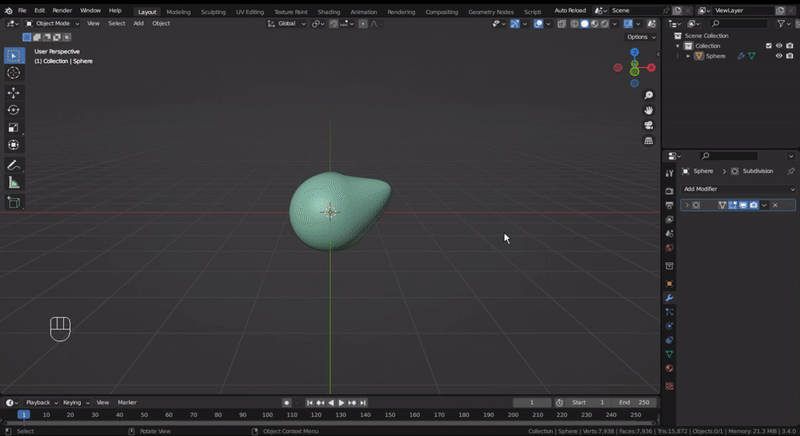 File Edit Render Window Help Layout Modeling Sculpting UV Editing Texture Paint Shading Animation Rendering Compositing Geometry Nodes Script Auto Reload Scene ViewLayer
Object Mode View Select Add Object Global
Options
User Perspective
(1) Collection | Sphere
Scene Collection
Collection
Sphere
Sphere Subdivision
Add Modifier
Playback Keying View Marker 1 Start 1 End 250
1 10 20 30 40 50 60 70 80 90 100 110 120 130 140 150 160 170 180 190 200 210 220 230 240 250
Select Rotate View Object Context Menu Collection | Sphere | Verts:7,938 | Faces:7,936 | Tris:15,872 | Objects:0/1 | Memory: 21.3 MiB | 3.4.0